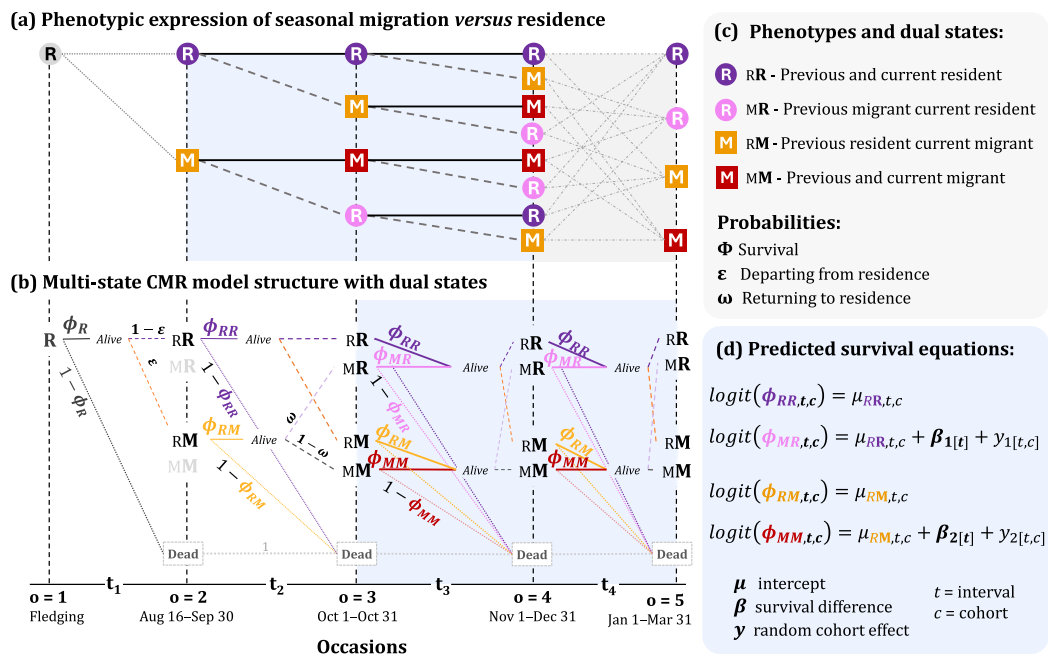 (a) Phenotypic expression of seasonal migration versus residence
R R R R R
M
M M R
R
M M M M
R
R R
M M
(b) Multi-state CMR model structure with dual states
R ϕR Alive 1 − ε RR ϕRR Alive RR ϕRR Alive RR ϕRR Alive RR
MR MR ϕMR MR ϕMR MR
ε 1 − ϕR 1 − ϕRR 1 − ϕMR
RM ϕRM Alive ω 1 − ω RM ϕRM Alive RM ϕRM Alive RM
MM MM ϕMM MM ϕMM MM
1 − ϕRM 1 − ϕMM
Dead 1 Dead Dead Dead
t1 t2 t3 t4
o = 1 o = 2 o = 3 o = 4 o = 5
Fledging Aug 16–Sep 30 Oct 1–Oct 31 Nov 1–Dec 31 Jan 1–Mar 31
Occasions
(c) Phenotypes and dual states:
R RR - Previous and current resident
R MR - Previous migrant current resident
M RM - Previous resident current migrant
M MM - Previous and current migrant
Probabilities:
Φ Survival
ε Departing from residence
ω Returning to residence
(d) Predicted survival equations:
logit(ϕRR,t,c) = μRR,t,c
logit(ϕMR,t,c) = μRR,t,c + β1[t] + y1[t,c]
logit(ϕRM,t,c) = μRM,t,c
logit(ϕMM,t,c) = μRM,t,c + β2[t] + y2[t,c]
μ intercept
β survival difference
y random cohort effect
t = interval
c = cohort